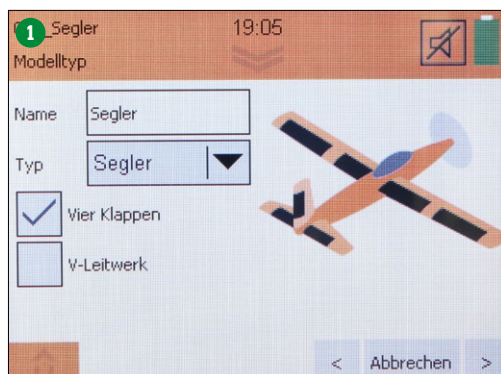 1
_Segler 19:05
Modelltyp
Name Segler
Typ Segler
Vier Klappen
V-Leitwerk
< Abbrechen >